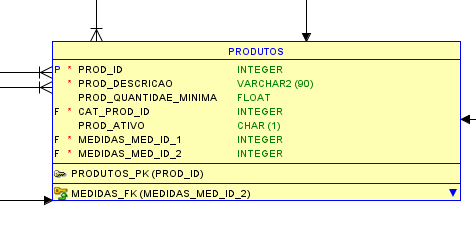 PRODUTOS
P * PROD_ID INTEGER
* PROD_DESCRICAO VARCHAR2 (90)
PROD_QUANTIDAE_MINIMA FLOAT
F * CAT_PROD_ID INTEGER
PROD_ATIVO CHAR (1)
F * MEDIDAS_MED_ID_1 INTEGER
F * MEDIDAS_MED_ID_2 INTEGER
PRODUTOS_PK (PROD_ID)
MEDIDAS_FK (MEDIDAS_MED_ID_2)